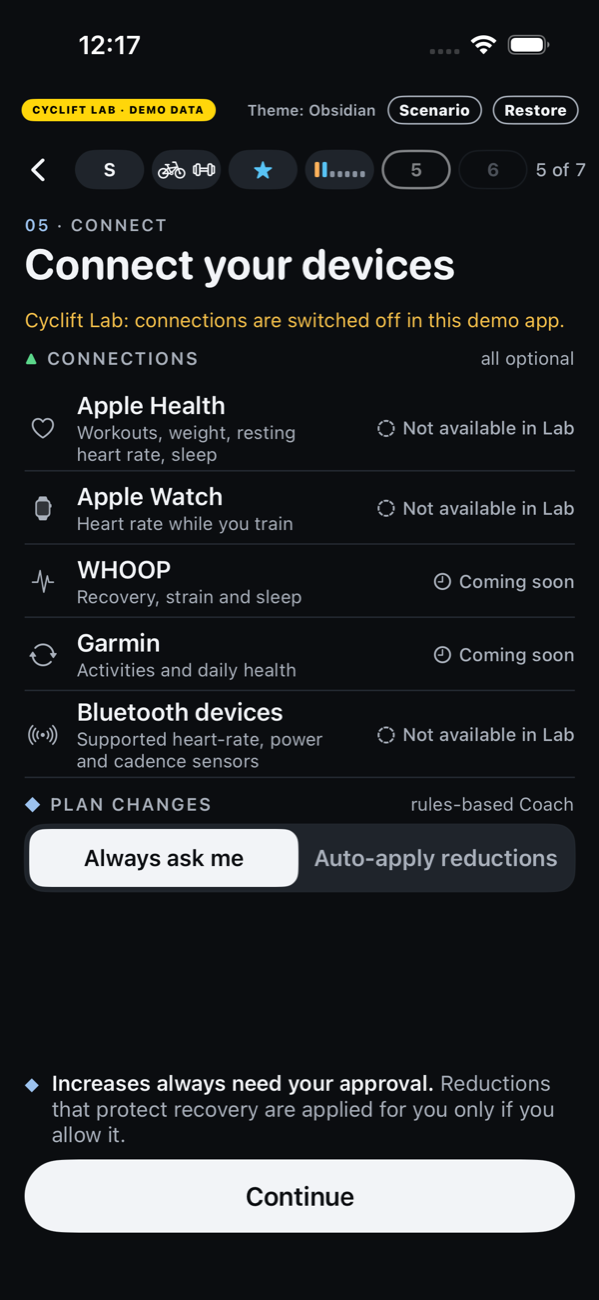 12:17
CYCLIFT LAB · DEMO DATA
Theme: Obsidian
Scenario
Restore
S
5
6
5 of 7
05 · CONNECT
Connect your devices
Cyclift Lab: connections are switched off in this demo app.
CONNECTIONS
all optional
Apple Health
Workouts, weight, resting
heart rate, sleep
Not available in Lab
Apple Watch
Heart rate while you train
Not available in Lab
WHOOP
Recovery, strain and sleep
Coming soon
Garmin
Activities and daily health
Coming soon
Bluetooth devices
Supported heart-rate, power
and cadence sensors
Not available in Lab
PLAN CHANGES
rules-based Coach
Always ask me
Auto-apply reductions
Increases always need your approval. Reductions
that protect recovery are applied for you only if you
allow it.
Continue